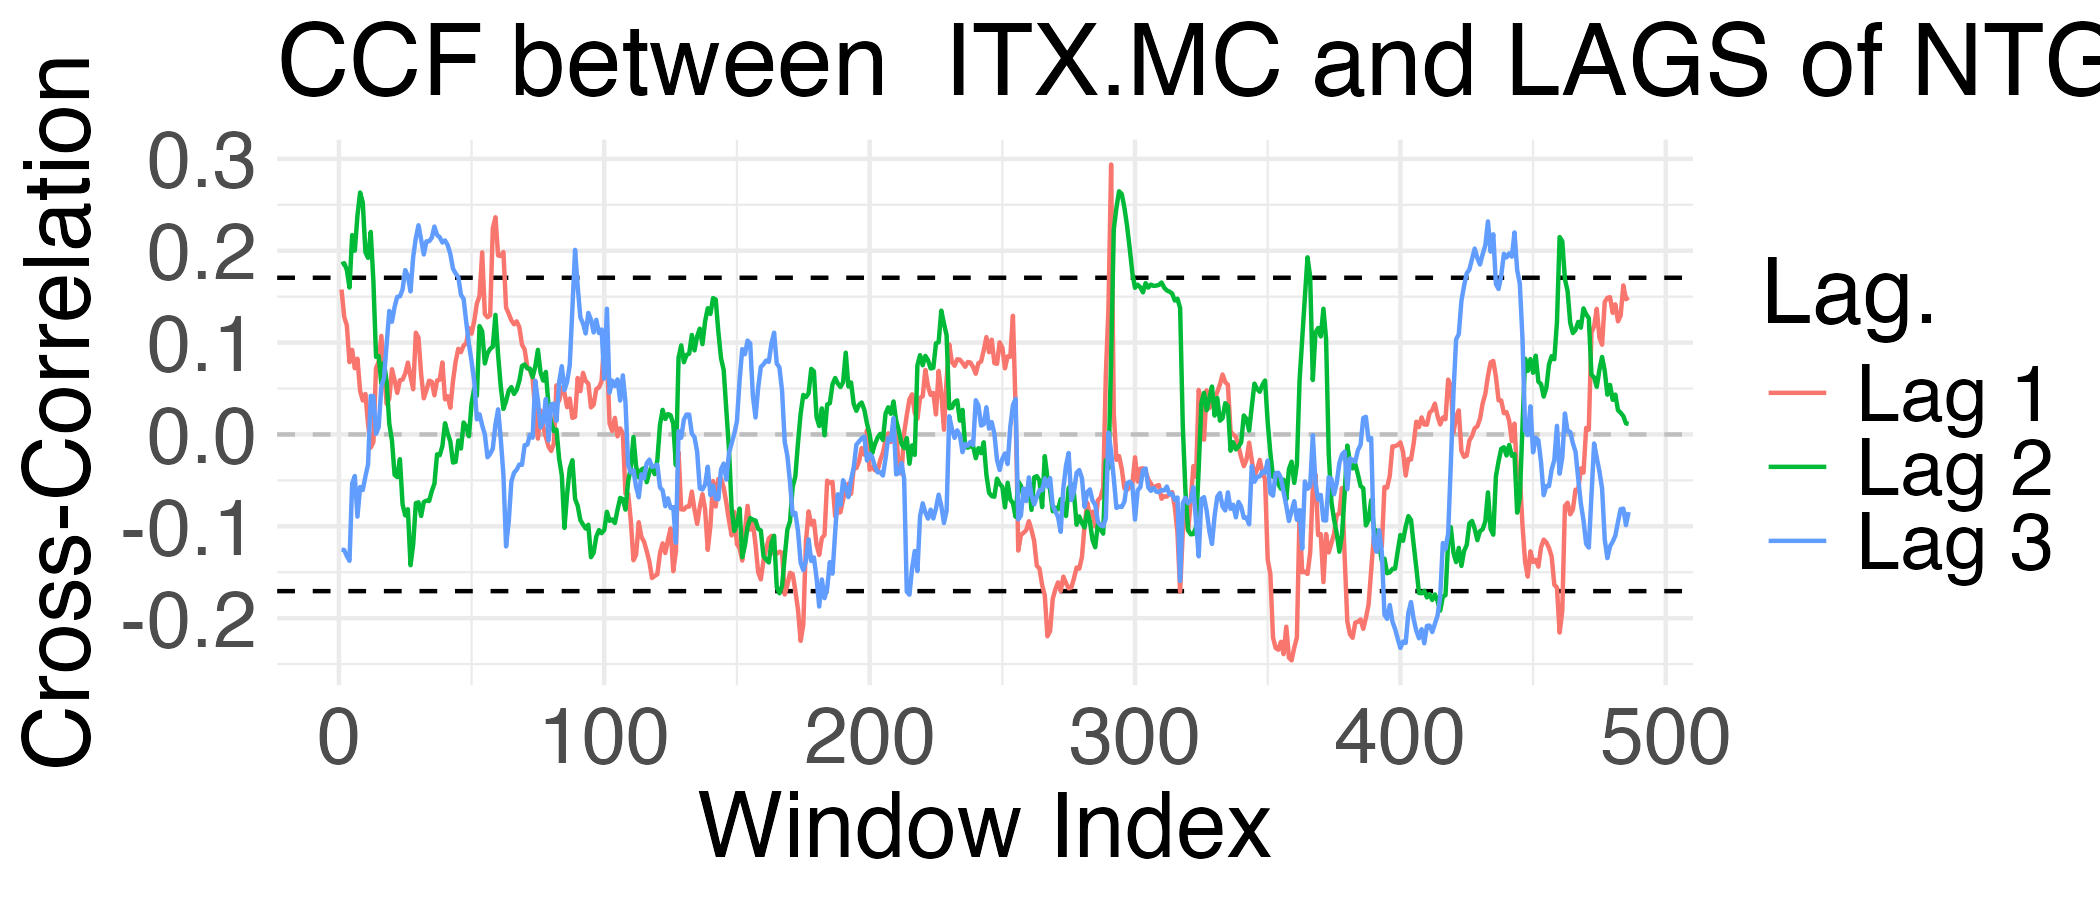 CCF between ITX.MC and LAGS of NTG
Cross-Correlation
0.3
0.2
0.1
0.0
-0.1
-0.2
0 100 200 300 400 500
Window Index
Lag.
Lag 1
Lag 2
Lag 3